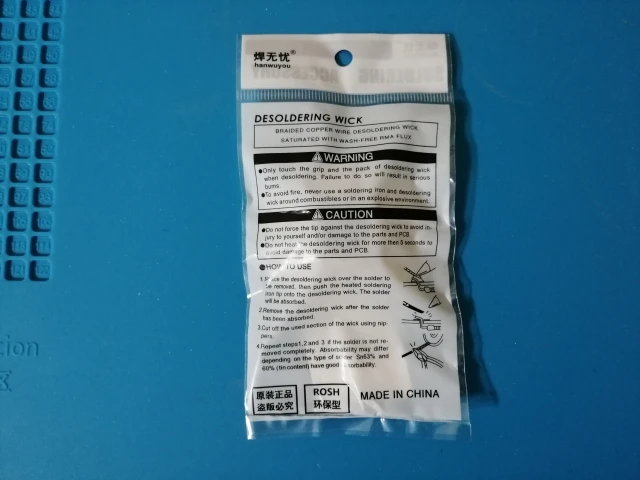 焊无忧®
hanwuyou
DESOLDERING WICK
BRAIDED COPPER WIRE DESOLDERING WICK
SATURATED WITH WASH-FREE RMA FLUX
WARNING
●Only touch the grip and the pack of desoldering wick
when desoldering. Failure to do so will result in serious
burns.
●To avoid fire, never use a soldering iron and desoldering
wick around combustibles or in an explosive environment.
CAUTION
●Do not force the tip against the desoldering wick to avoid in-
jury to yourself and/or damage to the parts and PCB.
●Do not heat the desoldering wick for more then 5 seconds to
avoid damage to the parts and PCB.
●HOW TO USE
1.Place the desoldering wick over the solder to
be removed, then push the heated soldering
iron tip onto the desoldering wick. The solder
will be absorbed.
2.Remove the desoldering wick after the solder
has been absorbed.
3.Cut off the used section of the wick using nip-
pers.
4.Repeat steps1,2 and 3 if the solder is not re-
moved completely. Absorbability may differ
depending on the type of solder. Sn63% and
60% (tin content) have good absorbability.
原装正品
盗版必究
ROSH
环保型
MADE IN CHINA